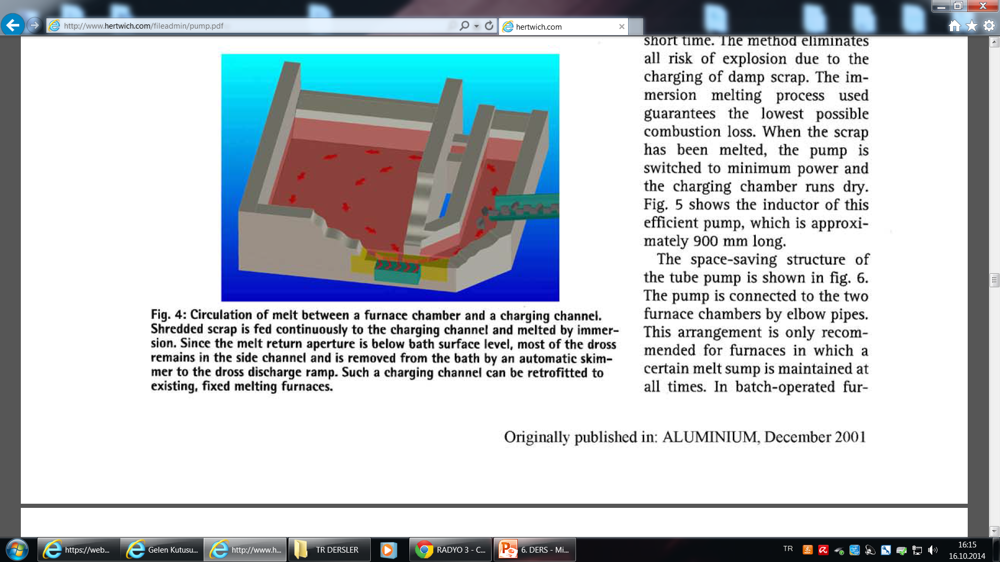 http://www.hertwich.com/fileadmin/pump.pdf
hertwich.com
short time. The method eliminates
all risk of explosion due to the
charging of damp scrap. The im-
mersion melting process used
guarantees the lowest possible
combustion loss. When the scrap
has been melted, the pump is
switched to minimum power and
the charging chamber runs dry.
Fig. 5 shows the inductor of this
efficient pump, which is approxi-
mately 900 mm long.
The space-saving structure of
the tube pump is shown in fig. 6.
The pump is connected to the two
furnace chambers by elbow pipes.
This arrangement is only recom-
mended for furnaces in which a
certain melt sump is maintained at
all times. In batch-operated fur-
Fig. 4: Circulation of melt between a furnace chamber and a charging channel.
Shredded scrap is fed continuously to the charging channel and melted by immer-
sion. Since the melt return aperture is below bath surface level, most of the dross
remains in the side channel and is removed from the bath by an automatic skim-
mer to the dross discharge ramp. Such a charging channel can be retrofitted to
existing, fixed melting furnaces.
Originally published in: ALUMINIUM, December 2001
https://web...
Gelen Kutusu...
http://www.h...
TR DERSLER
RADYO 3 - C...
6. DERS - Mi...
TR
16:15
16.10.2014